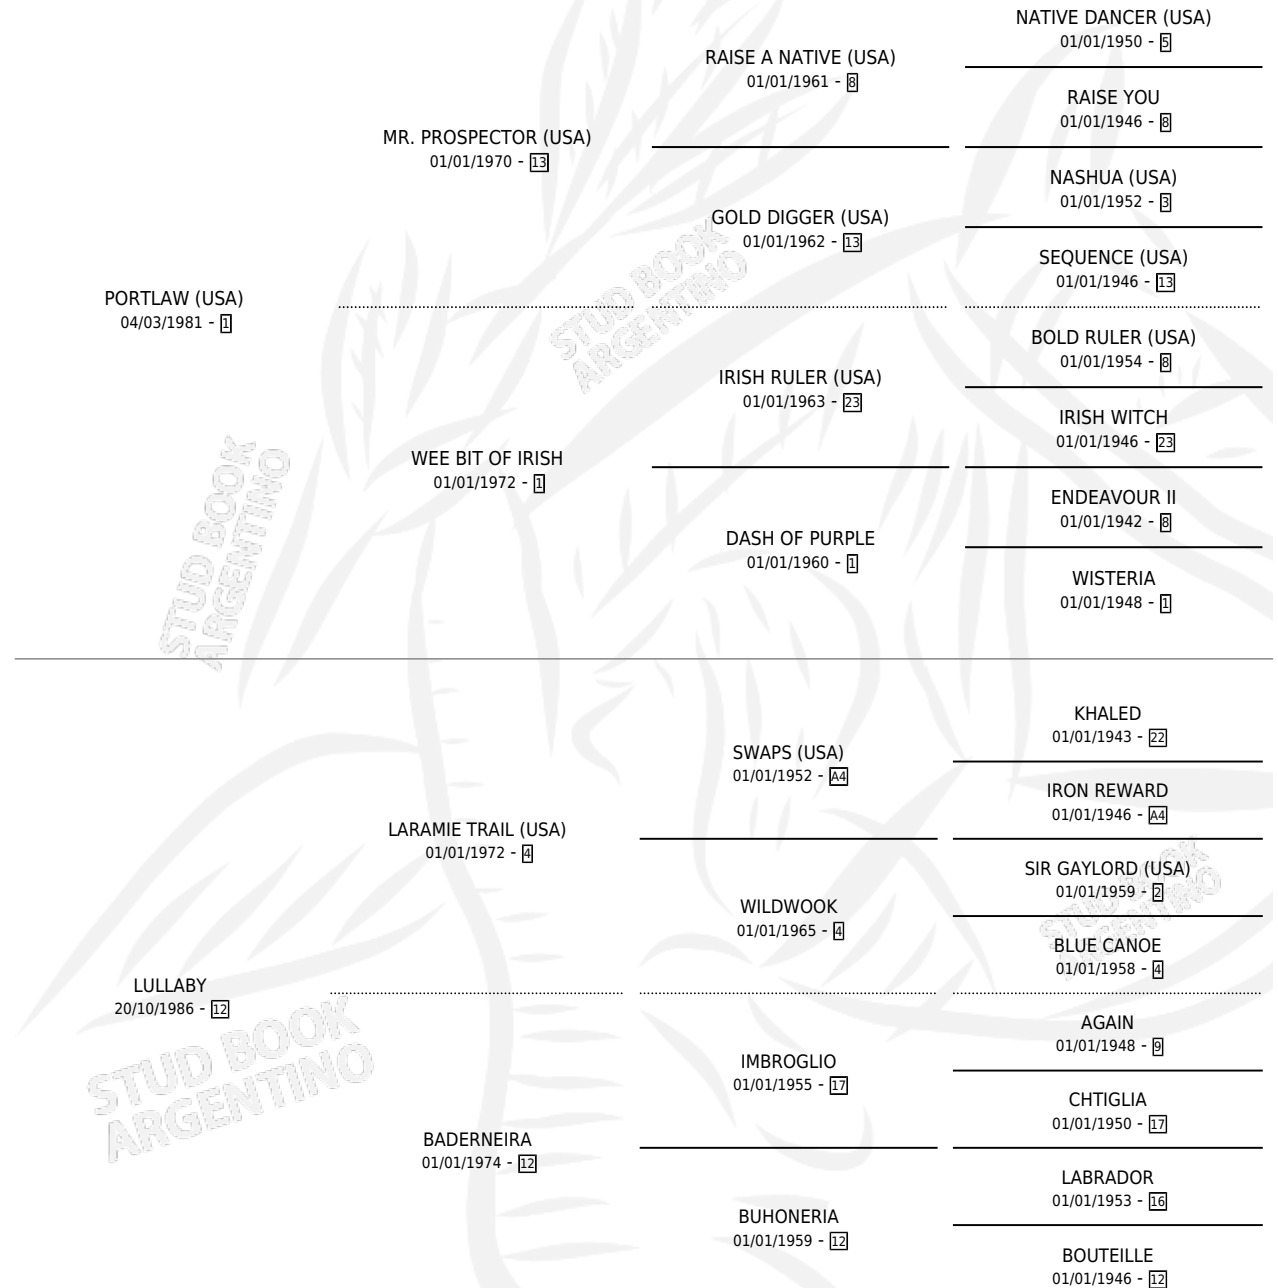 NATIVE DANCER (USA)
01/01/1950 - 5
RAISE A NATIVE (USA)
01/01/1961 - 8
RAISE YOU
01/01/1946 - 8
MR. PROSPECTOR (USA)
01/01/1970 - 13
NASHUA (USA)
01/01/1952 - 3
GOLD DIGGER (USA)
01/01/1962 - 13
SEQUENCE (USA)
01/01/1946 - 13
PORTLAW (USA)
04/03/1981 - 1
BOLD RULER (USA)
01/01/1954 - 8
IRISH RULER (USA)
01/01/1963 - 23
IRISH WITCH
01/01/1946 - 23
WEE BIT OF IRISH
01/01/1972 - 1
ENDEAVOUR II
01/01/1942 - 8
DASH OF PURPLE
01/01/1960 - 1
WISTERIA
01/01/1948 - 1
KHALED
01/01/1943 - 22
SWAPS (USA)
01/01/1952 - A4
IRON REWARD
01/01/1946 - A4
LARAMIE TRAIL (USA)
01/01/1972 - 4
SIR GAYLORD (USA)
01/01/1959 - 2
WILDWOOK
01/01/1965 - 4
BLUE CANOE
01/01/1958 - 4
LULLABY
20/10/1986 - 12
AGAIN
01/01/1948 - 9
IMBROGLIO
01/01/1955 - 17
CHTIGLIA
01/01/1950 - 17
BADERNEIRA
01/01/1974 - 12
LABRADOR
01/01/1953 - 16
BUHONERIA
01/01/1959 - 12
BOUTEILLE
01/01/1946 - 12
STUD BOOK
ARGENTINO
STUD BOOK
ARGENTINO
STUD BOOK
ARGENTINO
STUD BOOK
ARGENTINO